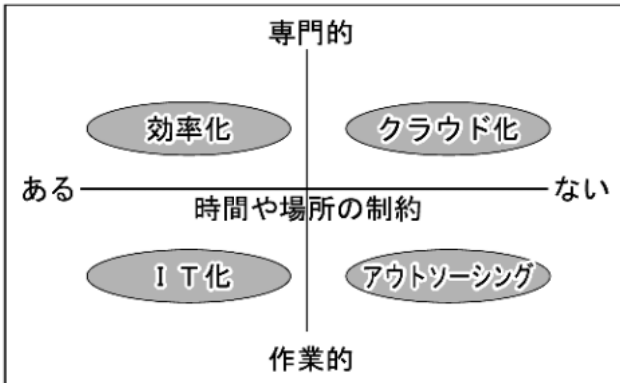 専門的
効率化
クラウド化
ある
ない
時間や場所の制約
ＩＴ化
アウトソーシング
作業的